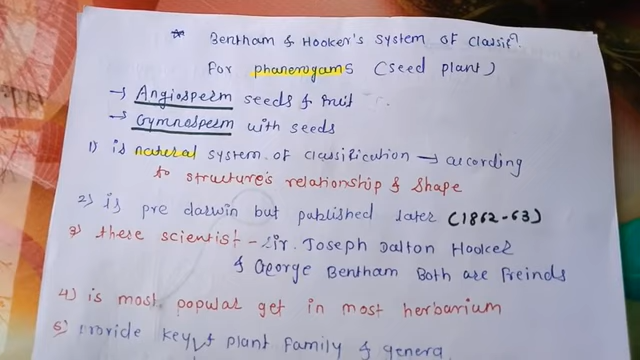 * Bentham & Hooker's System of Classifⁿ.
For phanerogams (Seed plant)
→ Angiosperm seeds & fruit
→ Gymnosperm with seeds
1) is natural system of classification → according
to structure's relationship & shape
2) is pre darwin but published later (1862-63)
3) these scientist - Sir. Joseph Dalton Hooker
& George Bentham Both are Freinds
4) is most popular get in most herbarium
5) provide key plant family & genera